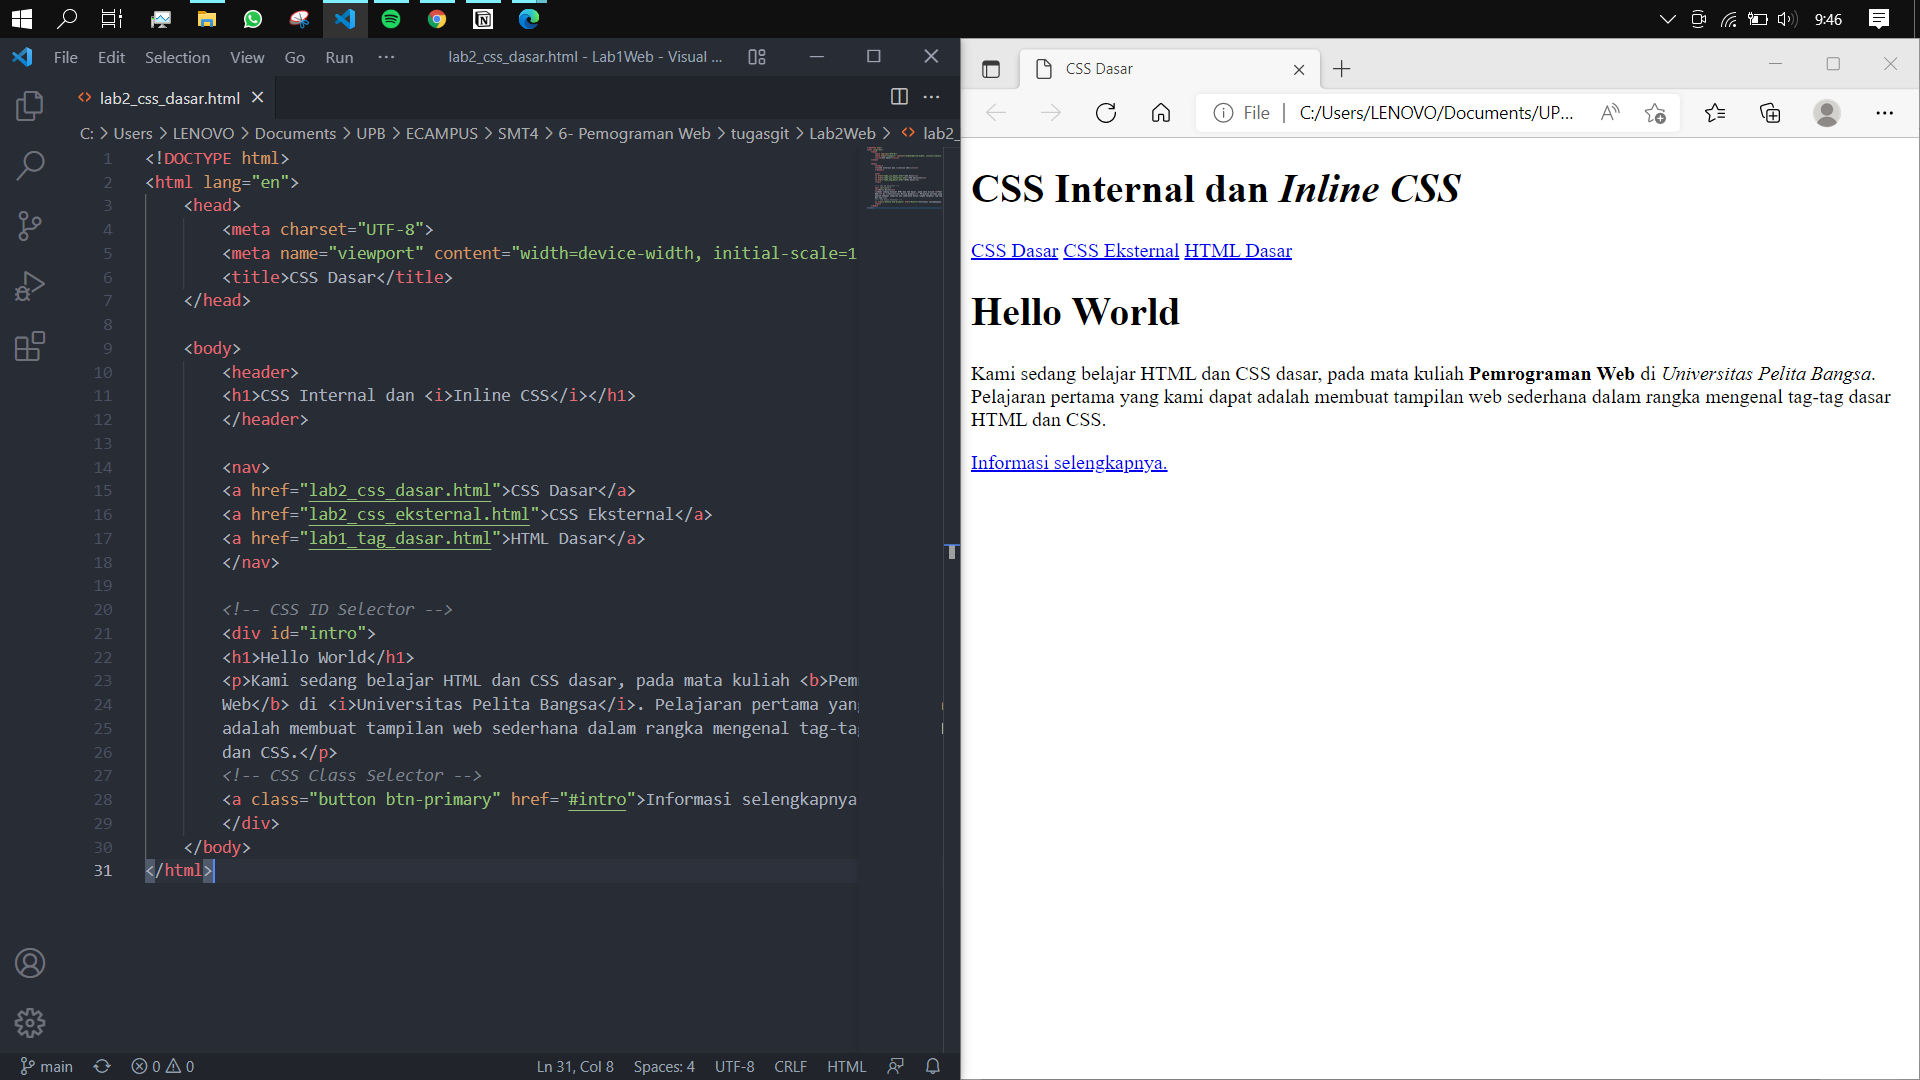 9:46
File Edit Selection View Go Run ···
lab2_css_dasar.html - Lab1Web - Visual ...
lab2_css_dasar.html
C: > Users > LENOVO > Documents > UPB > ECAMPUS > SMT4 > 6- Pemograman Web > tugasgit > Lab2Web > lab2_
1 <!DOCTYPE html>
2 <html lang="en">
3 <head>
4 <meta charset="UTF-8">
5 <meta name="viewport" content="width=device-width, initial-scale=1
6 <title>CSS Dasar</title>
7 </head>
8
9 <body>
10 <header>
11 <h1>CSS Internal dan <i>Inline CSS</i></h1>
12 </header>
13
14 <nav>
15 <a href="lab2_css_dasar.html">CSS Dasar</a>
16 <a href="lab2_css_eksternal.html">CSS Eksternal</a>
17 <a href="lab1_tag_dasar.html">HTML Dasar</a>
18 </nav>
19
20 <!-- CSS ID Selector -->
21 <div id="intro">
22 <h1>Hello World</h1>
23 <p>Kami sedang belajar HTML dan CSS dasar, pada mata kuliah <b>Pem
24 Web</b> di <i>Universitas Pelita Bangsa</i>. Pelajaran pertama yan
25 adalah membuat tampilan web sederhana dalam rangka mengenal tag-ta
26 dan CSS.</p>
27 <!-- CSS Class Selector -->
28 <a class="button btn-primary" href="#intro">Informasi selengkapnya
29 </div>
30 </body>
31 </html>
main 0 0 Ln 31, Col 8 Spaces: 4 UTF-8 CRLF HTML
CSS Dasar
File | C:/Users/LENOVO/Documents/UP...
CSS Internal dan Inline CSS
CSS Dasar CSS Eksternal HTML Dasar
Hello World
Kami sedang belajar HTML dan CSS dasar, pada mata kuliah Pemrograman Web di Universitas Pelita Bangsa.
Pelajaran pertama yang kami dapat adalah membuat tampilan web sederhana dalam rangka mengenal tag-tag dasar
HTML dan CSS.
Informasi selengkapnya.